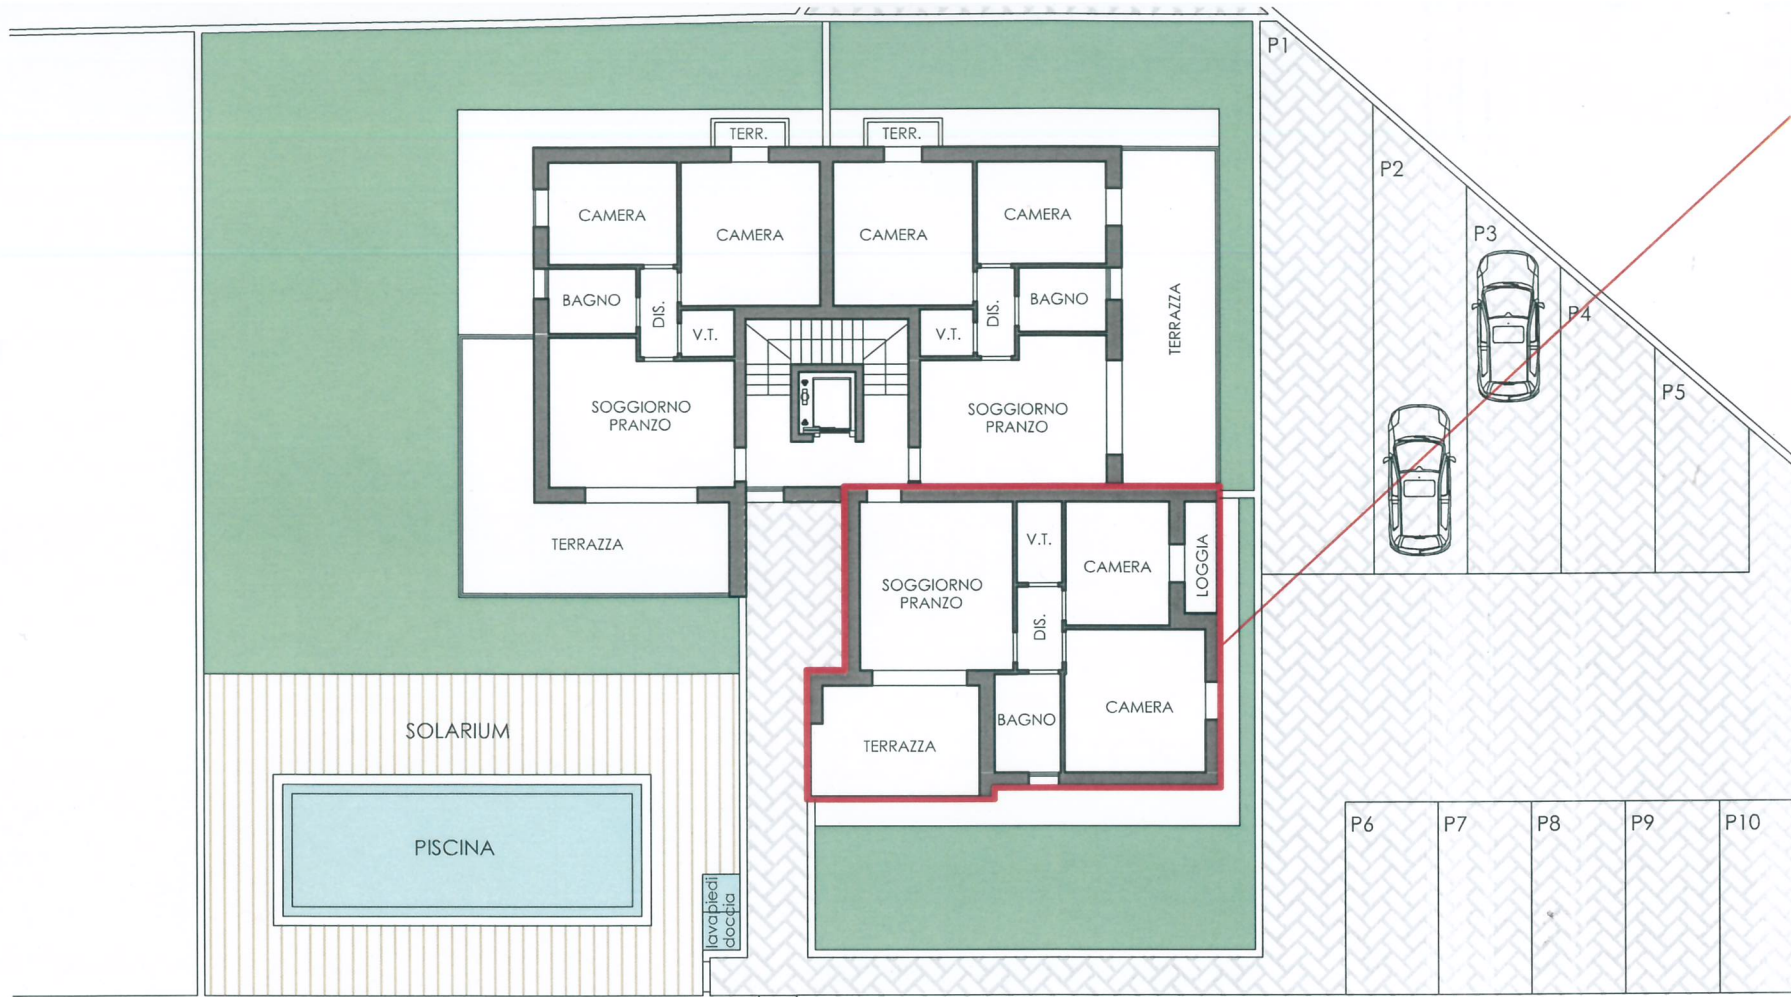 P1
TERR.
TERR.
P2
CAMERA
CAMERA
CAMERA
CAMERA
P3
BAGNO
DIS.
V.T.
V.T.
DIS.
BAGNO
TERRAZZA
P4
SOGGIORNO
PRANZO
SOGGIORNO
PRANZO
P5
TERRAZZA
SOGGIORNO
PRANZO
V.T.
DIS.
CAMERA
LOGGIA
TERRAZZA
BAGNO
CAMERA
SOLARIUM
PISCINA
lavapiedi
doccia
P6
P7
P8
P9
P10